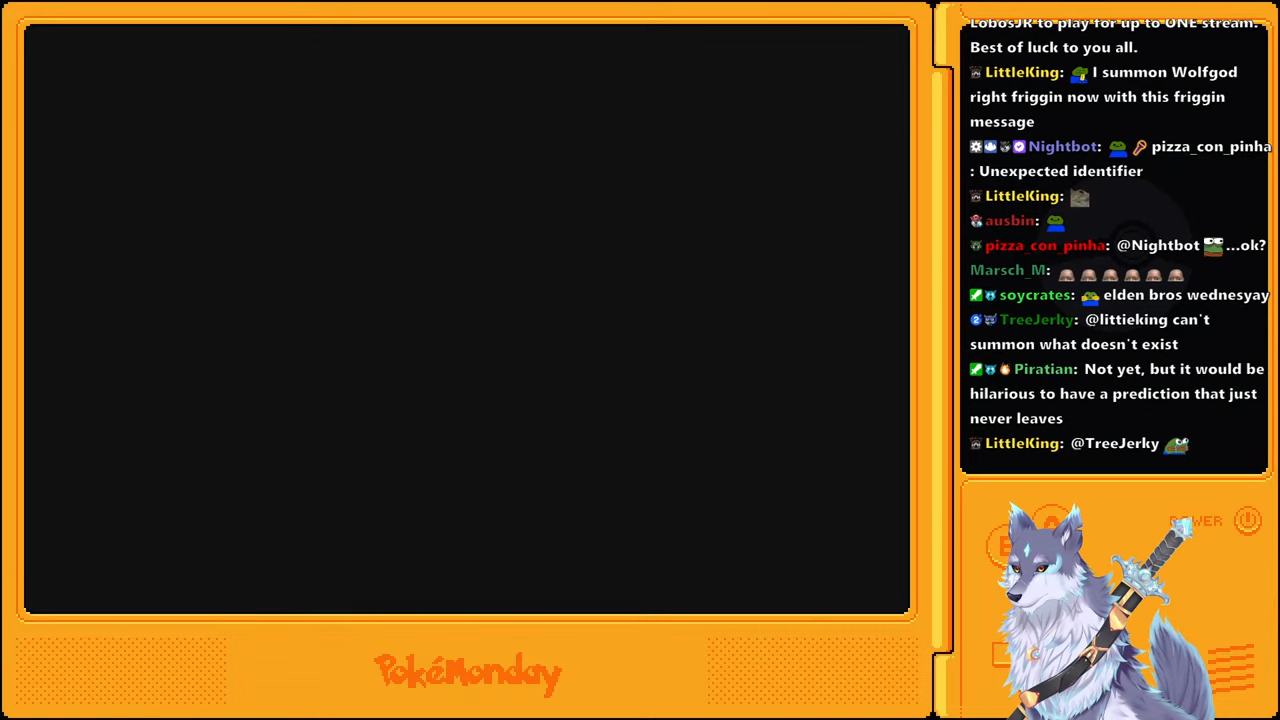 LobosJR to play for up to ONE stream.
Best of luck to you all.
LittleKing: I summon Wolfgod
right friggin now with this friggin
message
Nightbot: pizza_con_pinha
: Unexpected identifier
LittleKing:
ausbin:
pizza_con_pinha: @Nightbot ...ok?
Marsch_M:
soycrates: elden bros wednesyay
2 TreeJerky: @littieking can't
summon what doesn't exist
Piratian: Not yet, but it would be
hilarious to have a prediction that just
never leaves
LittleKing: @TreeJerky
POWER
A
B
PokéMonday